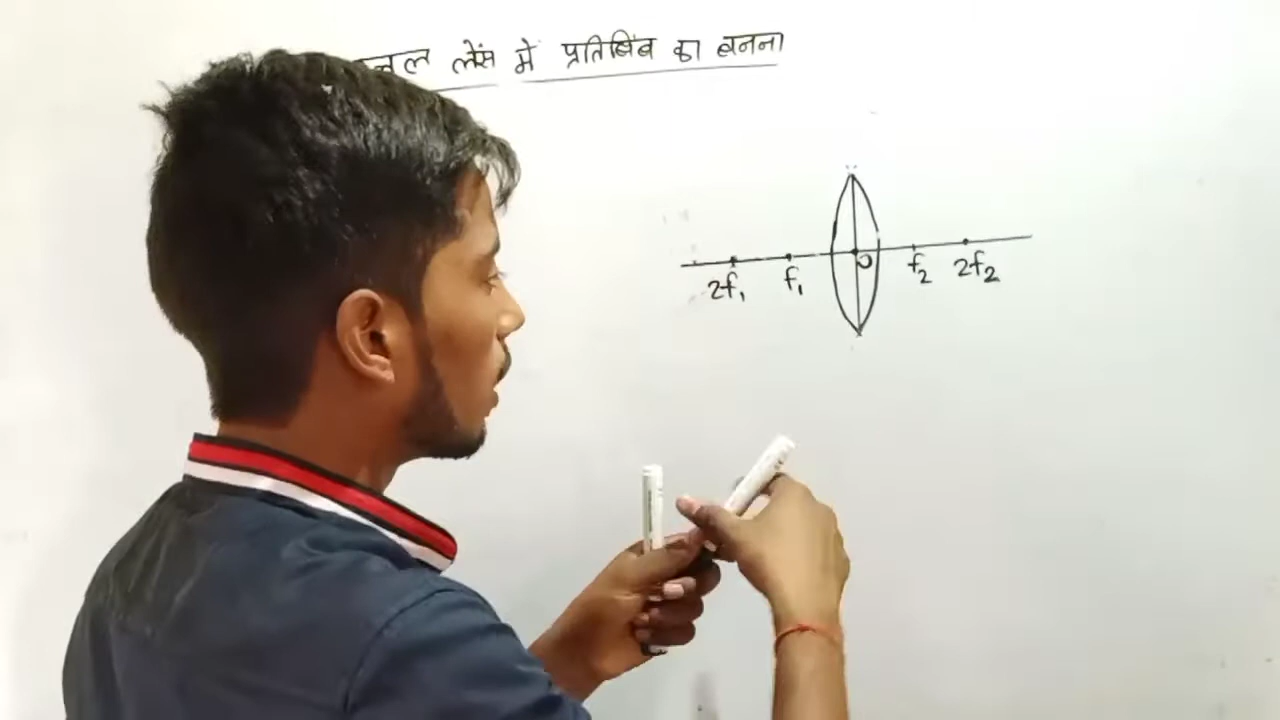 लेंस में प्रतिबिंब का बनना
2f₁ f₁ O f₂ 2f₂